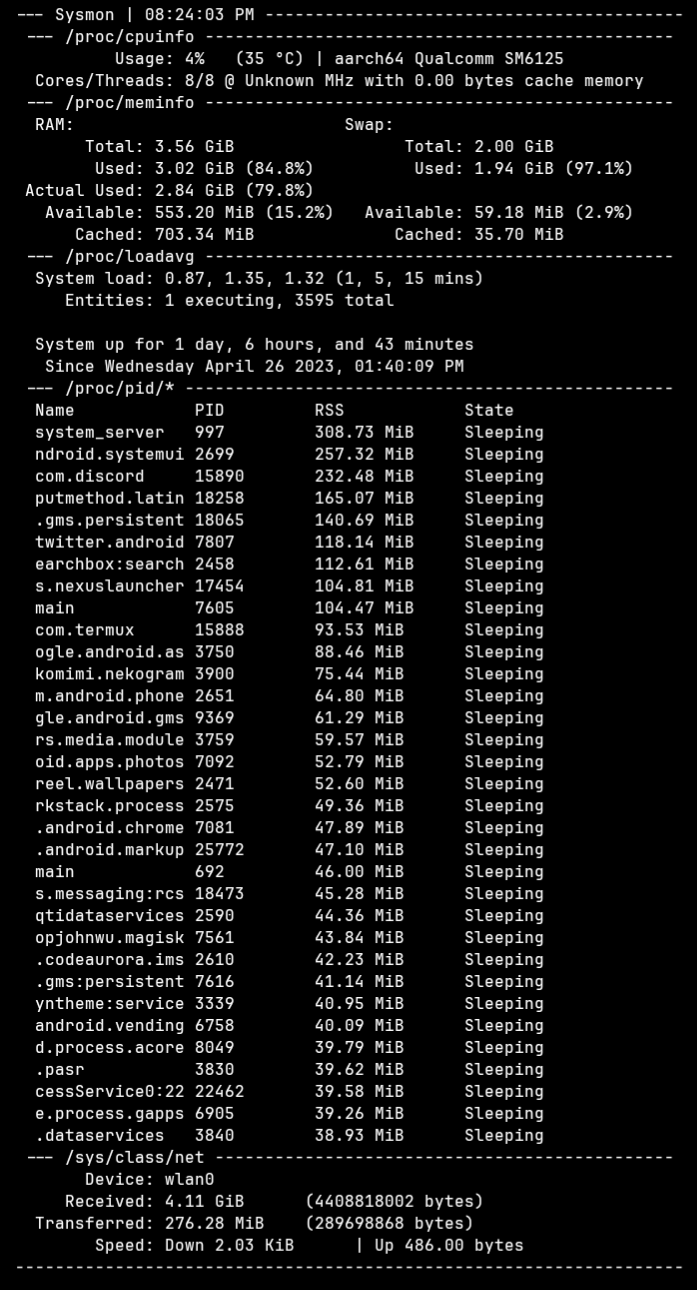 --- Sysmon | 08:24:03 PM ------------------------------------------
 --- /proc/cpuinfo -----------------------------------------------
          Usage: 4%   (35 °C) | aarch64 Qualcomm SM6125
  Cores/Threads: 8/8 @ Unknown MHz with 0.00 bytes cache memory
 --- /proc/meminfo -----------------------------------------------
  RAM:                           Swap:
       Total: 3.56 GiB                 Total: 2.00 GiB
        Used: 3.02 GiB (84.8%)          Used: 1.94 GiB (97.1%)
 Actual Used: 2.84 GiB (79.8%)
   Available: 553.20 MiB (15.2%)   Available: 59.18 MiB (2.9%)
      Cached: 703.34 MiB              Cached: 35.70 MiB
 --- /proc/loadavg -----------------------------------------------
  System load: 0.87, 1.35, 1.32 (1, 5, 15 mins)
     Entities: 1 executing, 3595 total

  System up for 1 day, 6 hours, and 43 minutes
   Since Wednesday April 26 2023, 01:40:09 PM
 --- /proc/pid/* -------------------------------------------------
  Name            PID         RSS            State
  system_server   997         308.73 MiB     Sleeping
  ndroid.systemui 2699        257.32 MiB     Sleeping
  com.discord     15890       232.48 MiB     Sleeping
  putmethod.latin 18258       165.07 MiB     Sleeping
  .gms.persistent 18065       140.69 MiB     Sleeping
  twitter.android 7807        118.14 MiB     Sleeping
  earchbox:search 2458        112.61 MiB     Sleeping
  s.nexuslauncher 17454       104.81 MiB     Sleeping
  main            7605        104.47 MiB     Sleeping
  com.termux      15888       93.53 MiB      Sleeping
  ogle.android.as 3750        88.46 MiB      Sleeping
  komimi.nekogram 3900        75.44 MiB      Sleeping
  m.android.phone 2651        64.80 MiB      Sleeping
  gle.android.gms 9369        61.29 MiB      Sleeping
  rs.media.module 3759        59.57 MiB      Sleeping
  oid.apps.photos 7092        52.79 MiB      Sleeping
  reel.wallpapers 2471        52.60 MiB      Sleeping
  rkstack.process 2575        49.36 MiB      Sleeping
  .android.chrome 7081        47.89 MiB      Sleeping
  .android.markup 25772       47.10 MiB      Sleeping
  main            692         46.00 MiB      Sleeping
  s.messaging:rcs 18473       45.28 MiB      Sleeping
  qtidataservices 2590        44.36 MiB      Sleeping
  opjohnwu.magisk 7561        43.84 MiB      Sleeping
  .codeaurora.ims 2610        42.23 MiB      Sleeping
  .gms:persistent 7616        41.14 MiB      Sleeping
  yntheme:service 3339        40.95 MiB      Sleeping
  android.vending 6758        40.09 MiB      Sleeping
  d.process.acore 8049        39.79 MiB      Sleeping
  .pasr           3830        39.62 MiB      Sleeping
  cessService0:22 22462       39.58 MiB      Sleeping
  e.process.gapps 6905        39.26 MiB      Sleeping
  .dataservices   3840        38.93 MiB      Sleeping
 --- /sys/class/net ----------------------------------------------
       Device: wlan0
     Received: 4.11 GiB      (4408818002 bytes)
  Transferred: 276.28 MiB    (289698868 bytes)
        Speed: Down 2.03 KiB      | Up 486.00 bytes
-------------------------------------------------------------------